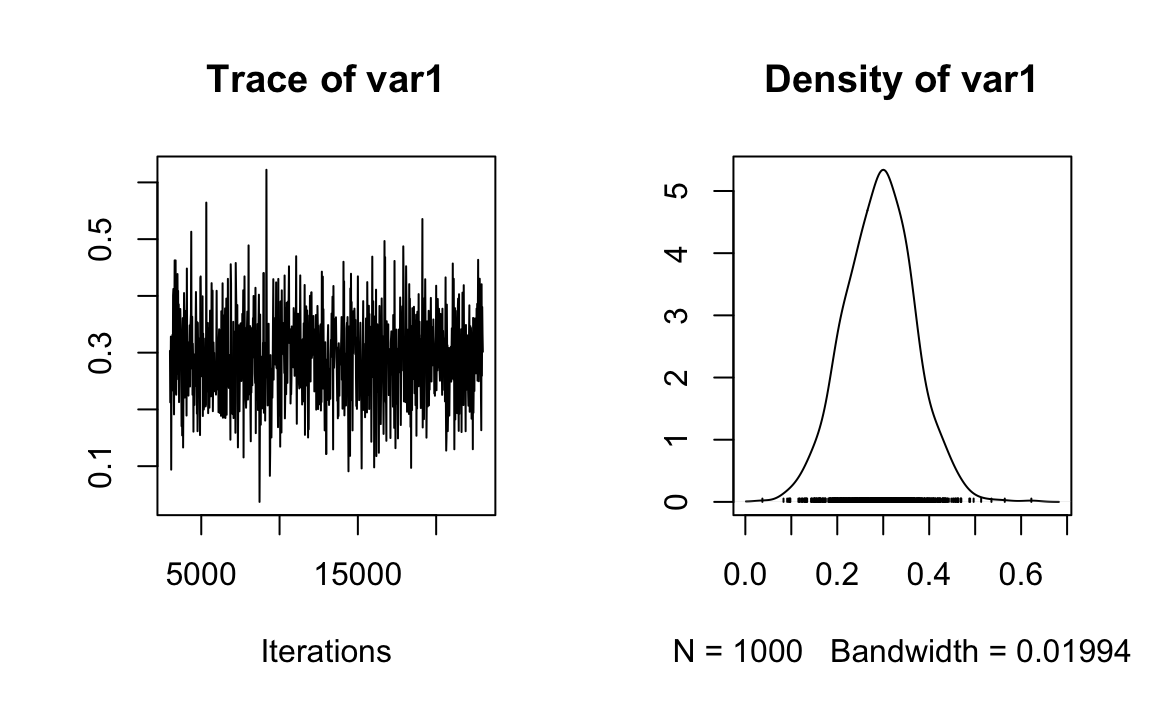 Trace of var1
0.5
0.3
0.1
5000 15000
Iterations
Density of var1
5
4
3
2
1
0
0.0 0.2 0.4 0.6
N = 1000 Bandwidth = 0.01994